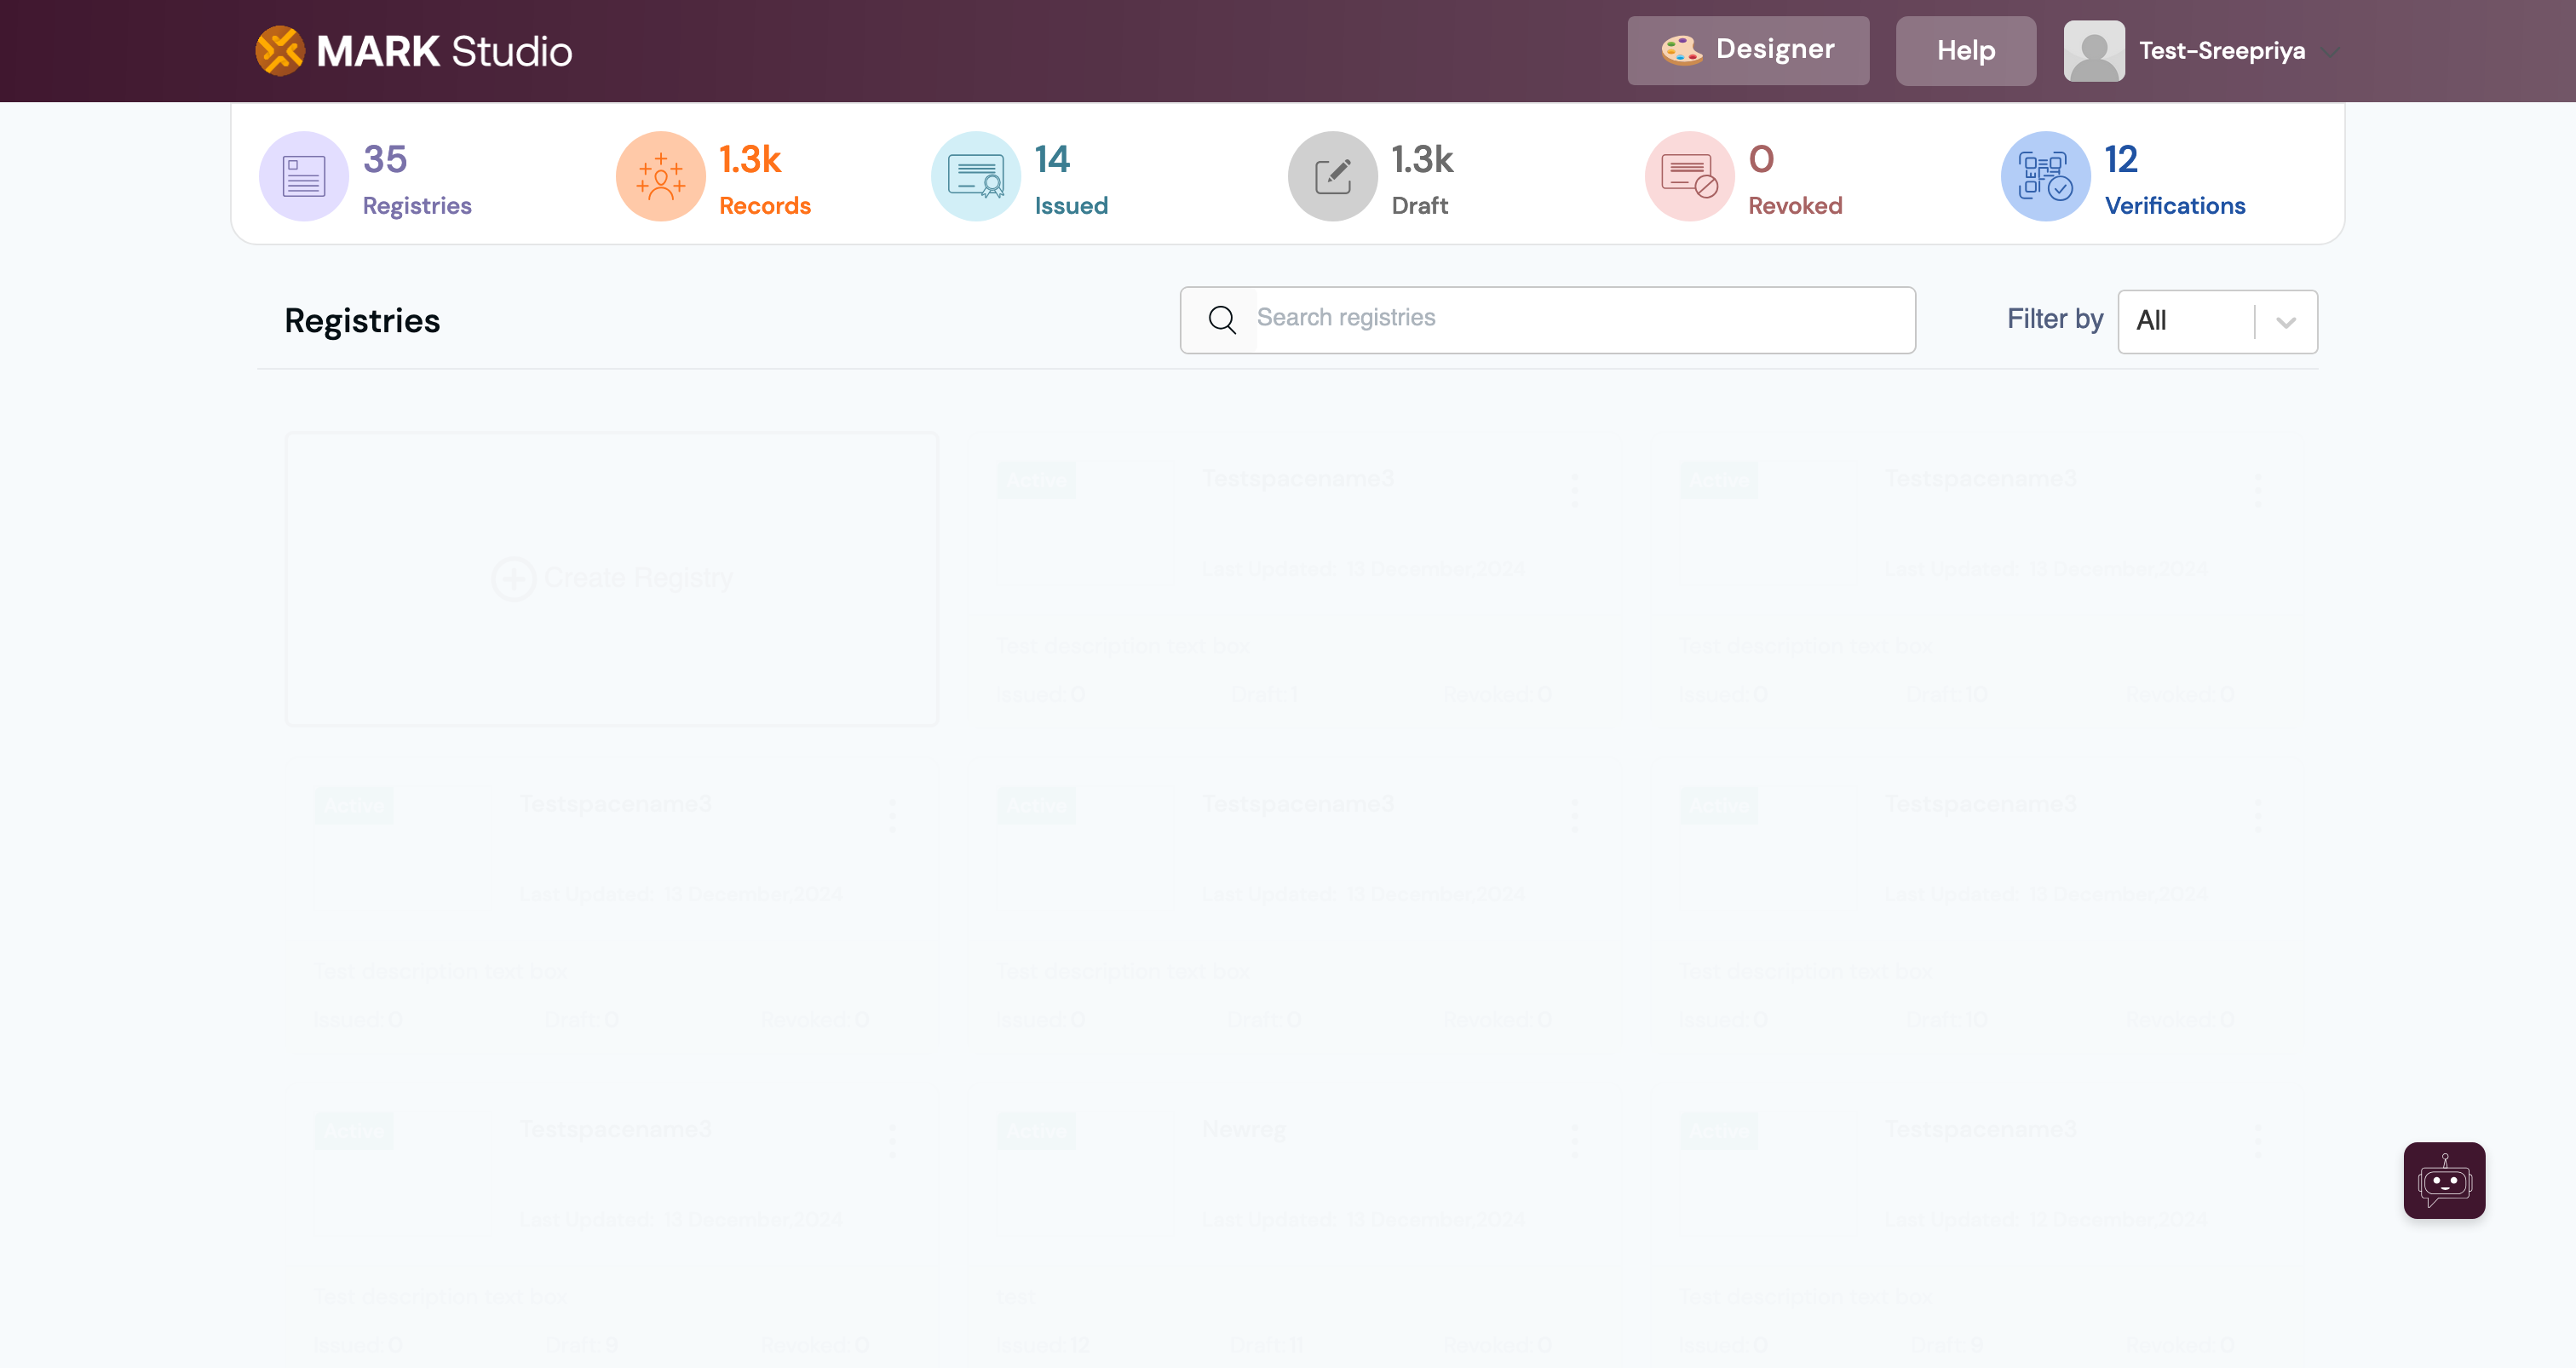 MARK Studio
Designer
Help
Test-Sreepriya
35
Registries
1.3k
Records
14
Issued
1.3k
Draft
0
Revoked
12
Verifications
Registries
Search registries
Filter by
All
Create Registry
Active
Testspacename3
Last Updated: 13 December,2024
Test description text box
Issued: 0 Draft: 1 Revoked: 0
Active
Testspacename3
Last Updated: 13 December,2024
Test description text box
Issued: 0 Draft: 10 Revoked: 0
Active
Testspacename3
Last Updated: 13 December,2024
Test description text box
Issued: 0 Draft: 0 Revoked: 0
Active
Testspacename3
Last Updated: 13 December,2024
Test description text box
Issued: 0 Draft: 0 Revoked: 0
Active
Testspacename3
Last Updated: 13 December,2024
Test description text box
Issued: 0 Draft: 10 Revoked: 0
Active
Testspacename3
Last Updated: 13 December,2024
Test description text box
Issued: 0 Draft: 9 Revoked: 0
Active
Newreg
Last Updated: 13 December,2024
test
Issued: 12 Draft: 11 Revoked: 0
Active
Testspacename3
Last Updated: 12 December,2024
Test description text box
Issued: 0 Draft: 9 Revoked: 0